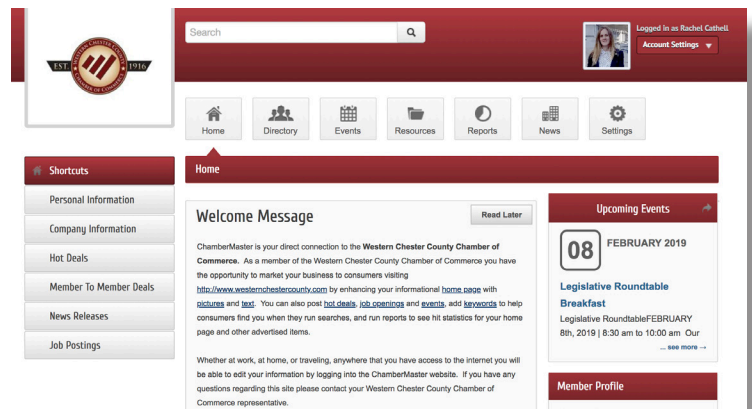 Search
Logged in as Rachel Cathell
Account Settings
WESTERN CHESTER COUNTY
EST. 1916
CHAMBER OF COMMERCE
Home
Directory
Events
Resources
Reports
News
Settings
Shortcuts
Personal Information
Company Information
Hot Deals
Member To Member Deals
News Releases
Job Postings
Home
Welcome Message
Read Later
ChamberMaster is your direct connection to the Western Chester County Chamber of
Commerce. As a member of the Western Chester County Chamber of Commerce you have
the opportunity to market your business to consumers visiting
http://www.westernchestercounty.com by enhancing your informational home page with
pictures and text. You can also post hot deals, job openings and events, add keywords to help
consumers find you when they run searches, and run reports to see hit statistics for your home
page and other advertised items.
Whether at work, at home, or traveling, anywhere that you have access to the internet you will
be able to edit your information by logging into the ChamberMaster website. If you have any
questions regarding this site please contact your Western Chester County Chamber of
Commerce representative.
Upcoming Events
08
FEBRUARY 2019
Legislative Roundtable
Breakfast
Legislative RoundtableFEBRUARY
8th, 2019 | 8:30 am to 10:00 am Our
... see more →
Member Profile